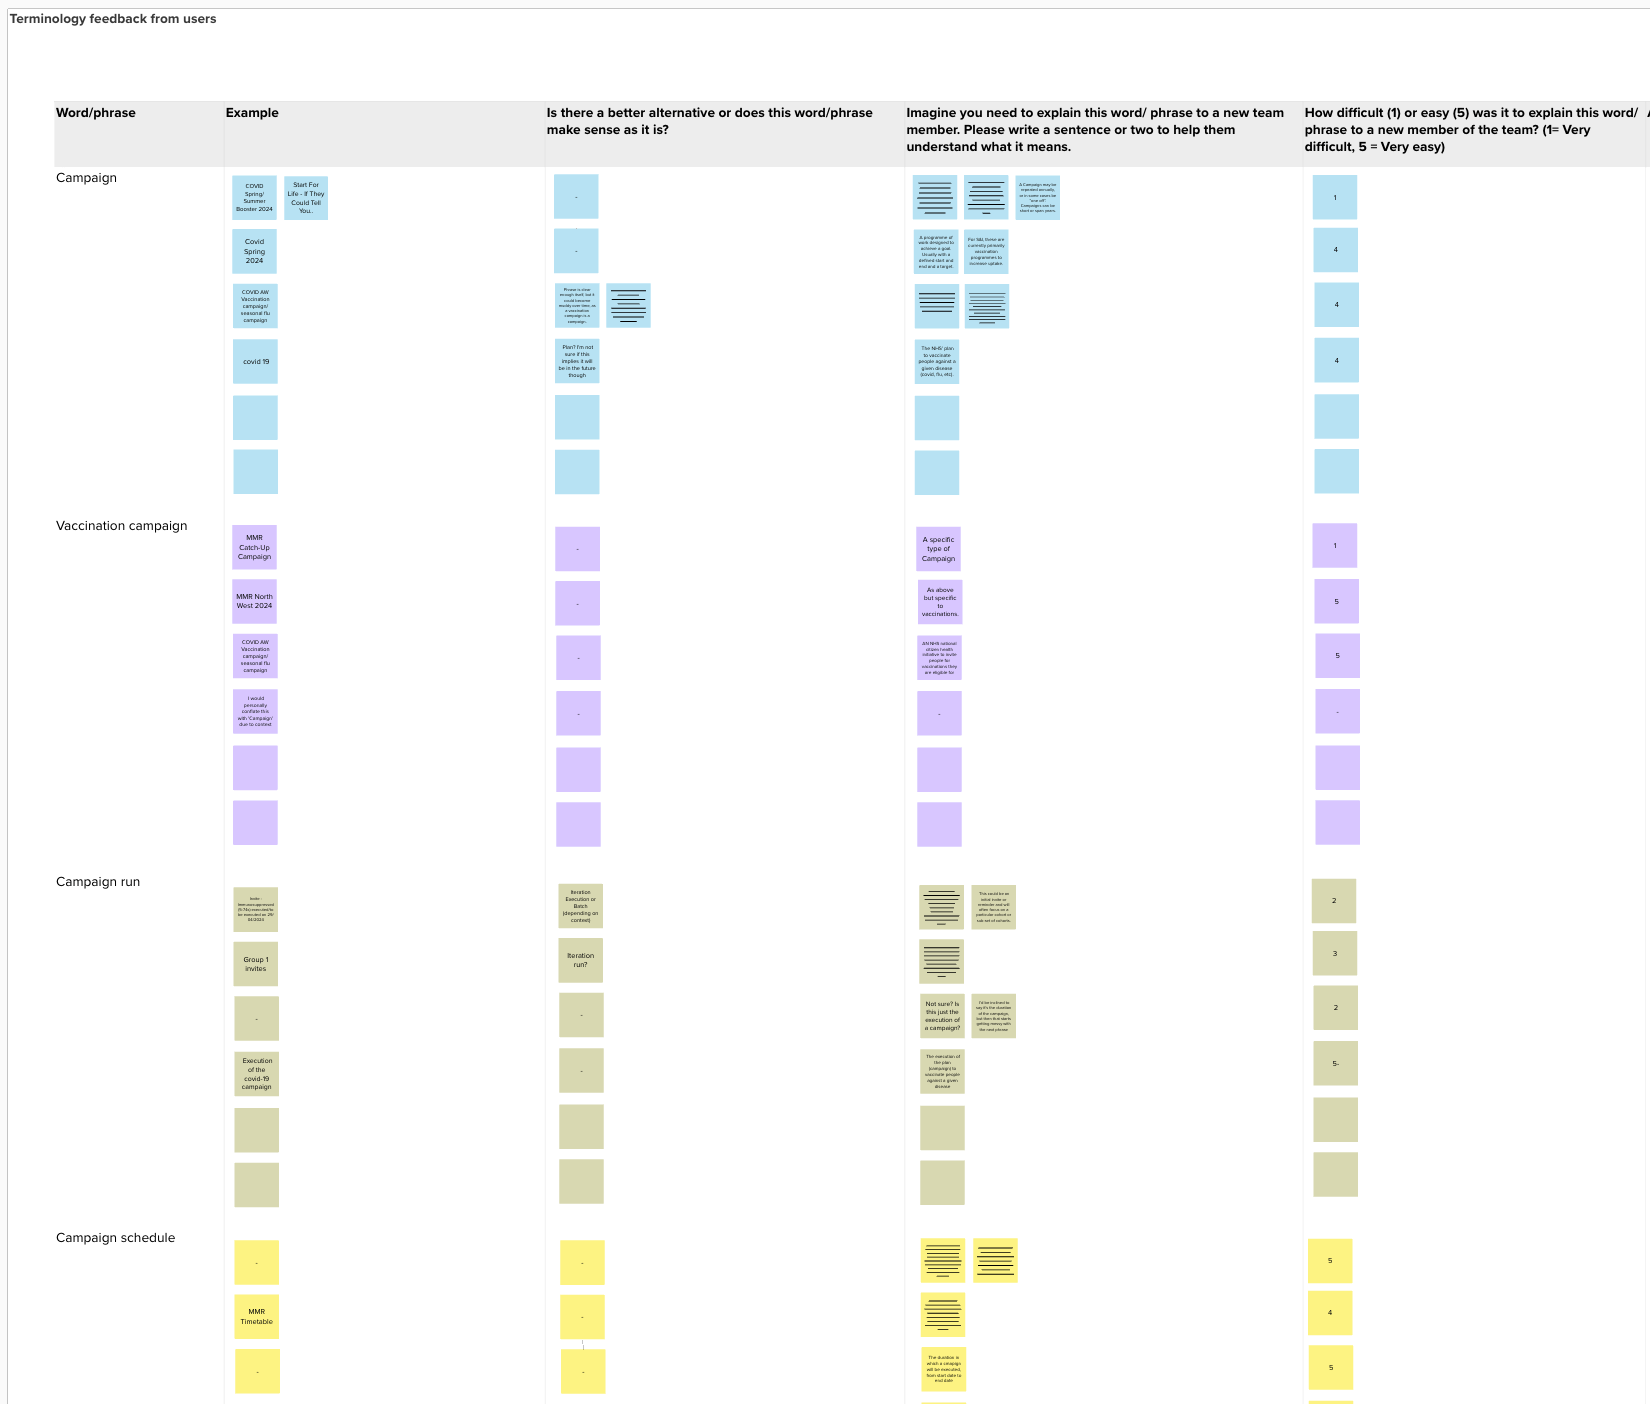 Terminology feedback from users
Word/phrase
Example
Is there a better alternative or does this word/phrase
make sense as it is?
Imagine you need to explain this word/ phrase to a new team
member. Please write a sentence or two to help them
understand what it means.
How difficult (1) or easy (5) was it to explain this word/
phrase to a new member of the team? (1= Very
difficult, 5 = Very easy)
Campaign
COVID
Spring/
Summer
Booster 2024
Start For
Life - If They
Could Tell
You..
-
A Campaign may be
repeated annually,
or in some cases be
"one off"
Campaigns can be
short or span years.
1
Covid
Spring
2024
-
A programme of
work designed to
achieve a goal.
Usually with a
defined start and
end and a target.
For S&I, these are
currently primarily
vaccination
programmes to
increase uptake.
4
COVID AW
Vaccination
campaign/
seasonal flu
campaign
Phrase is clear
enough itself, but it
could become
muddy over time, as
a vaccination
campaign is a
campaign.
4
covid 19
Plan? I'm not
sure if this
implies it will
be in the future
though
The NHS' plan
to vaccinate
people against a
given disease
(covid, flu, etc).
4
Vaccination campaign
MMR
Catch-Up
Campaign
-
A specific
type of
Campaign
1
MMR North
West 2024
-
As above
but specific
to
vaccinations.
5
COVID AW
Vaccination
campaign/
seasonal flu
campaign
-
AN NHS national
citizen health
initiative to invite
people for
vaccinations they
are eligible for
5
I would
personally
conflate this
with 'Campaign'
due to context
-
-
-
Campaign run
Invite -
Immunosuppressed
executed/to
be executed on
Iteration
Execution or
Batch
(depending on
context)
This could be an
initial invite or
reminder and will
often focus on a
particular cohort or
sub-set of cohorts.
2
Group 1
invites
Iteration
run?
3
-
-
Not sure? Is
this just the
execution of
a campaign?
I'd be inclined to
say it's the duration
of the campaign,
but then that starts
getting messy with
the next phrase
2
Execution
of the
covid-19
campaign
-
The execution of
the plan
(campaign) to
vaccinate people
against a given
disease
5-
Campaign schedule
-
-
5
MMR
Timetable
-
4
-
-
The duration in
which a cmapign
will be executed,
from start date to
end date
5